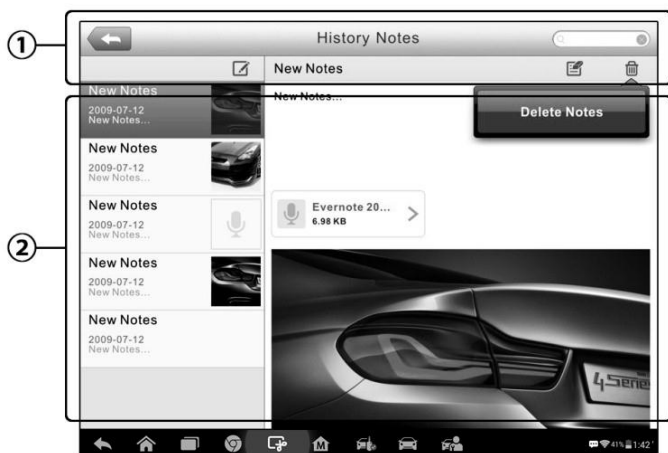 ①
History Notes
New Notes
New Notes
2009-07-12
New Notes...
New Notes...
Delete Notes
New Notes
2009-07-12
New Notes...
New Notes
2009-07-12
New Notes...
Evernote 20...
6.98 KB
②
New Notes
2009-07-12
New Notes...
New Notes
2009-07-12
New Notes...
4 Serie
M
41% 1:42